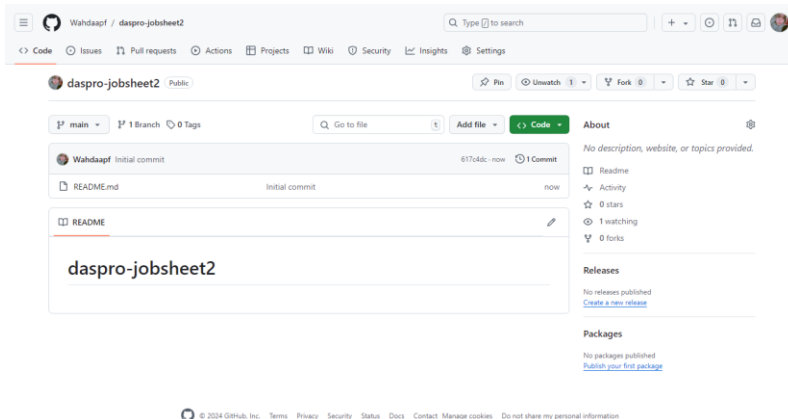 Wahdaapf / daspro-jobsheet2
Type / to search
Code Issues Pull requests Actions Projects Wiki Security Insights Settings
daspro-jobsheet2 Public
Pin Unwatch 1 Fork 0 Star 0
main 1 Branch 0 Tags Go to file t Add file Code
About
No description, website, or topics provided.
Wahdaapf Initial commit 617c4dc · now 1 Commit
README.md Initial commit now
Readme
Activity
0 stars
1 watching
0 forks
README
daspro-jobsheet2
Releases
No releases published
Create a new release
Packages
No packages published
Publish your first package
© 2024 GitHub, Inc. Terms Privacy Security Status Docs Contact Manage cookies Do not share my personal information